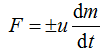 F = ±u dm/dt